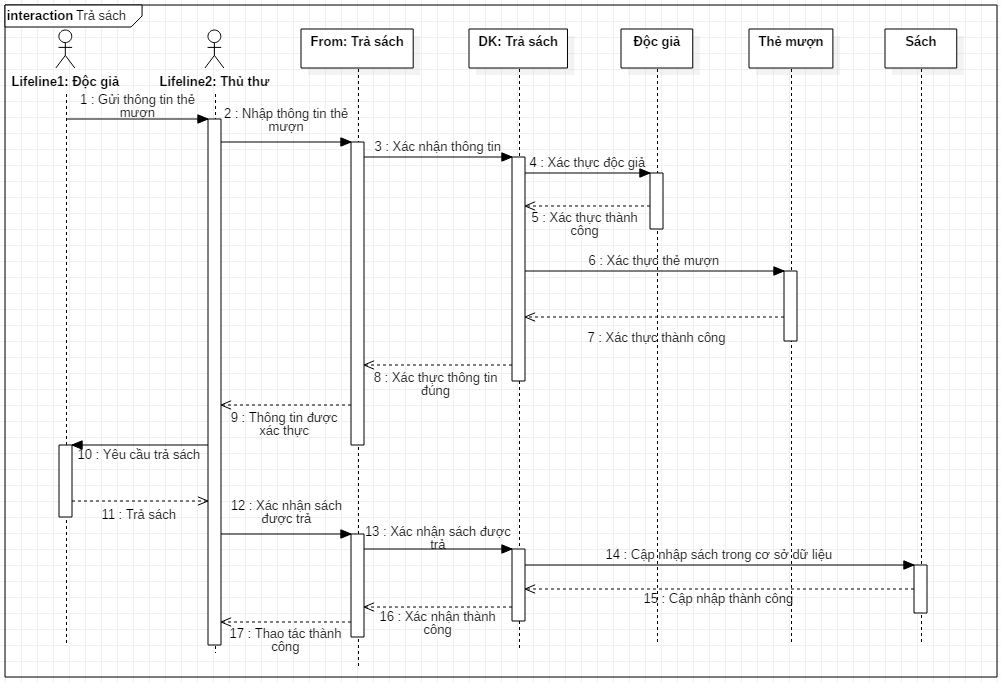 interaction Trả sách
Lifeline1: Độc giả
Lifeline2: Thủ thư
From: Trả sách
DK: Trả sách
Độc giả
Thẻ mượn
Sách
1 : Gửi thông tin thẻ
mượn
2 : Nhập thông tin thẻ
mượn
3 : Xác nhận thông tin
4 : Xác thực độc giả
5 : Xác thực thành
công
6 : Xác thực thẻ mượn
7 : Xác thực thành công
8 : Xác thực thông tin
đúng
9 : Thông tin được
xác thực
10 : Yêu cầu trả sách
11 : Trả sách
12 : Xác nhận sách
được trả
13 : Xác nhận sách được
trả
14 : Cập nhập sách trong cơ sở dữ liệu
15 : Cập nhập thành công
16 : Xác nhận thành
công
17 : Thao tác thành
công